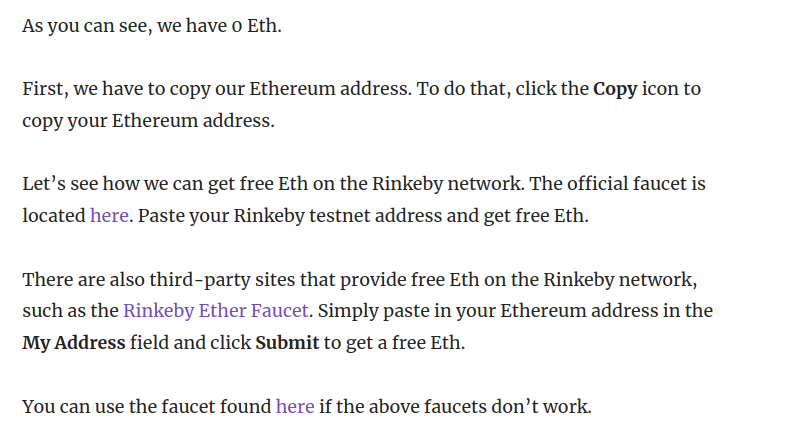 As you can see, we have 0 Eth.
First, we have to copy our Ethereum address. To do that, click the Copy icon to
copy your Ethereum address.
Let’s see how we can get free Eth on the Rinkeby network. The official faucet is
located here. Paste your Rinkeby testnet address and get free Eth.
There are also third-party sites that provide free Eth on the Rinkeby network,
such as the Rinkeby Ether Faucet. Simply paste in your Ethereum address in the
My Address field and click Submit to get a free Eth.
You can use the faucet found here if the above faucets don’t work.